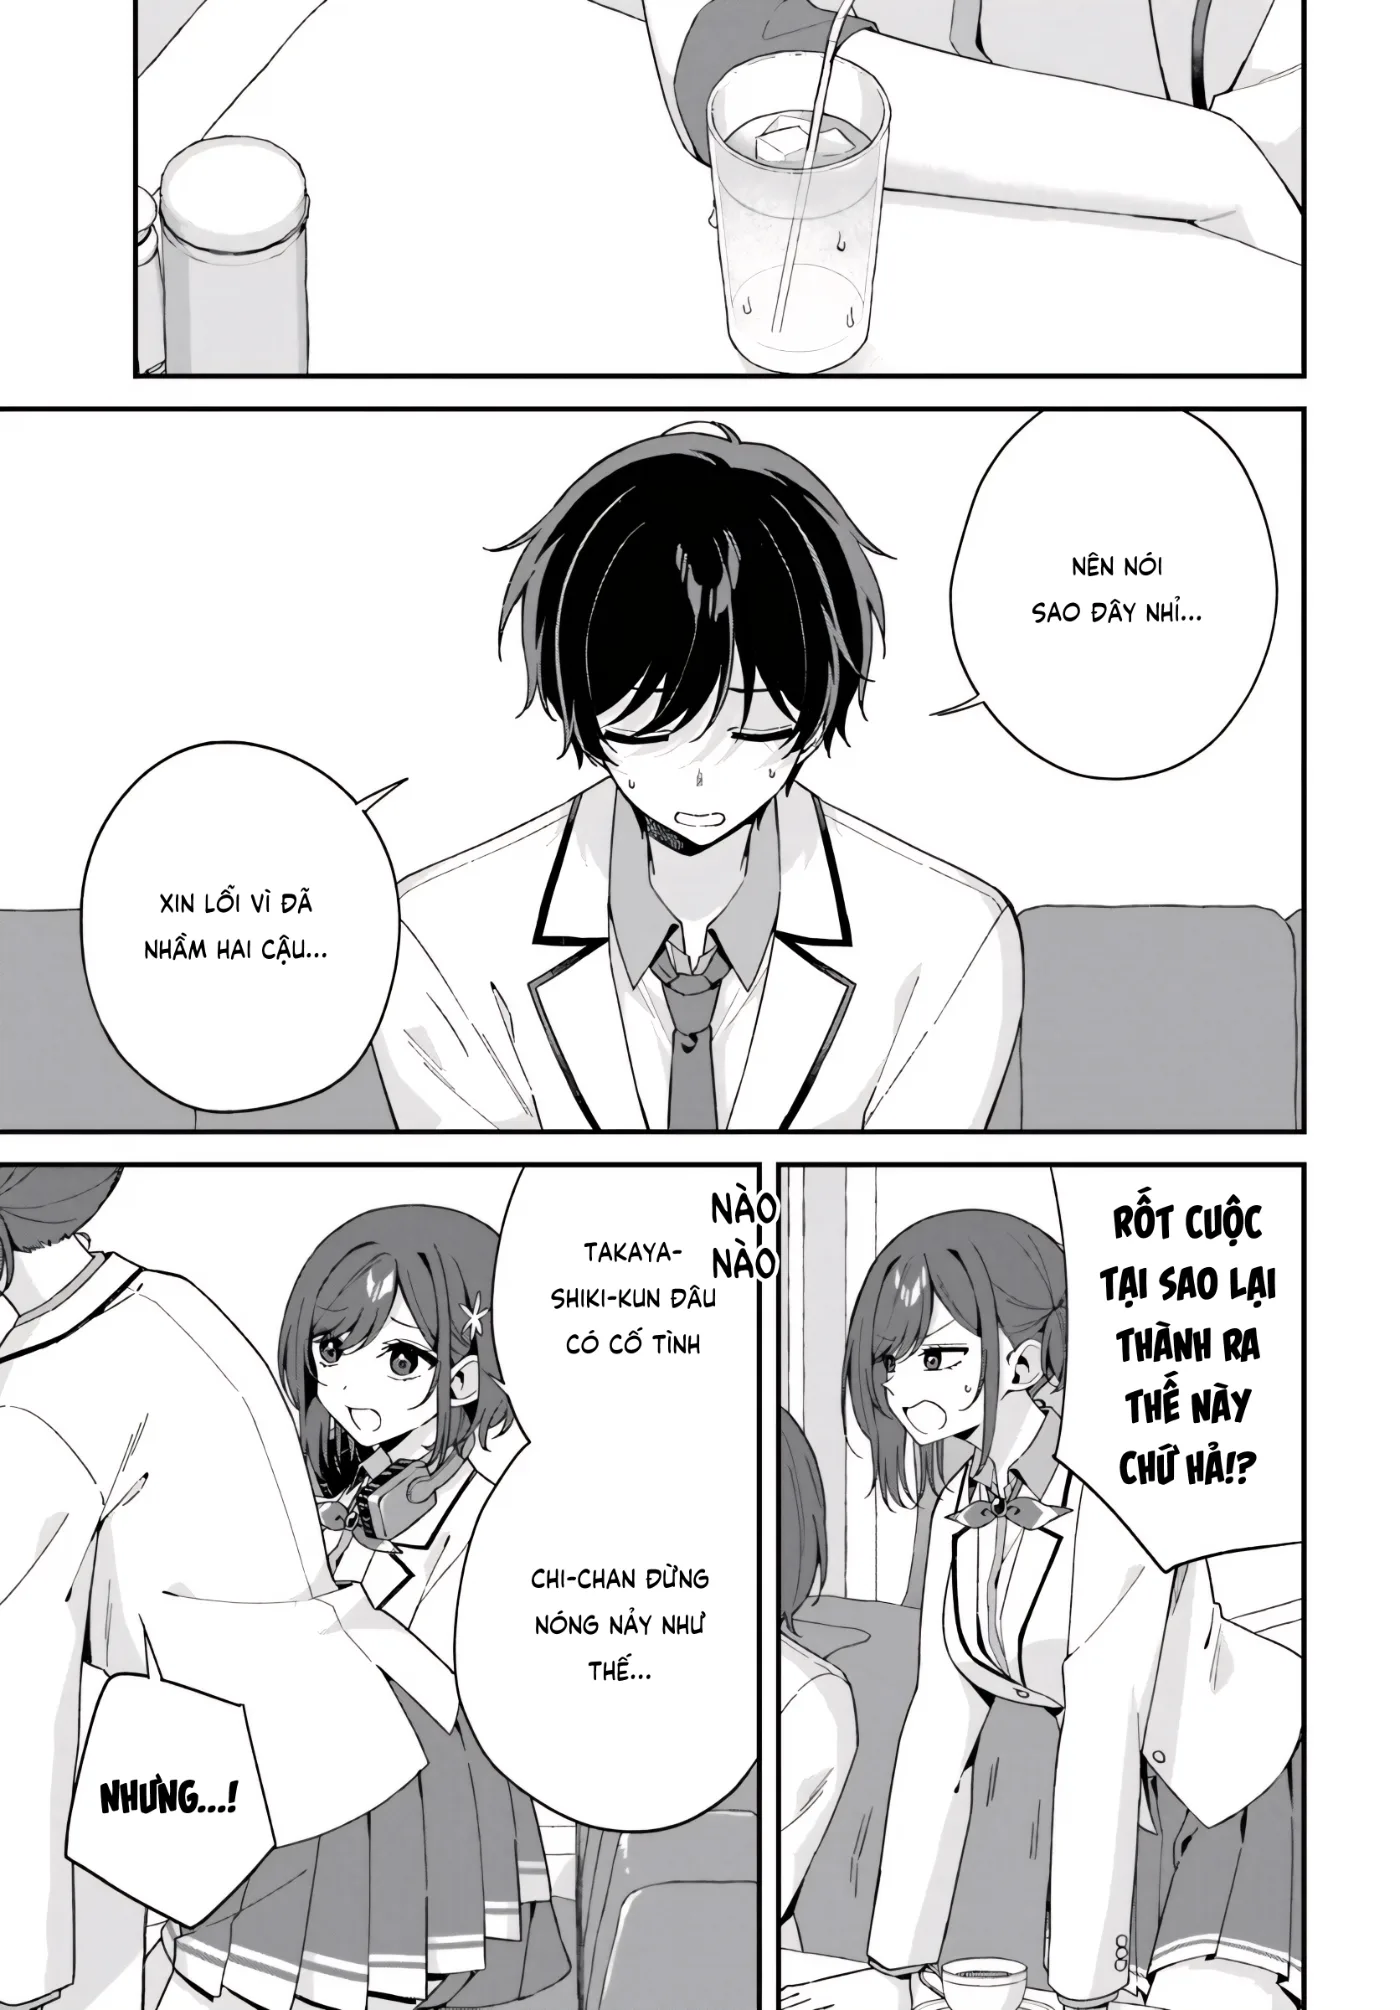 NÊN NÓI
SAO ĐÂY NHỈ...
XIN LỖI VÌ ĐÃ
NHẦM HAI CẬU...
RỐT CUỘC
TẠI SAO LẠI
THÀNH RA
THẾ NÀY
CHỨ HẢ!?
NÀO
NÀO
TAKAYA-
SHIKI-KUN ĐÂU
CÓ CỐ TÌNH
CHI-CHAN ĐỪNG
NÓNG NẢY NHƯ
THẾ...
NHƯNG...!